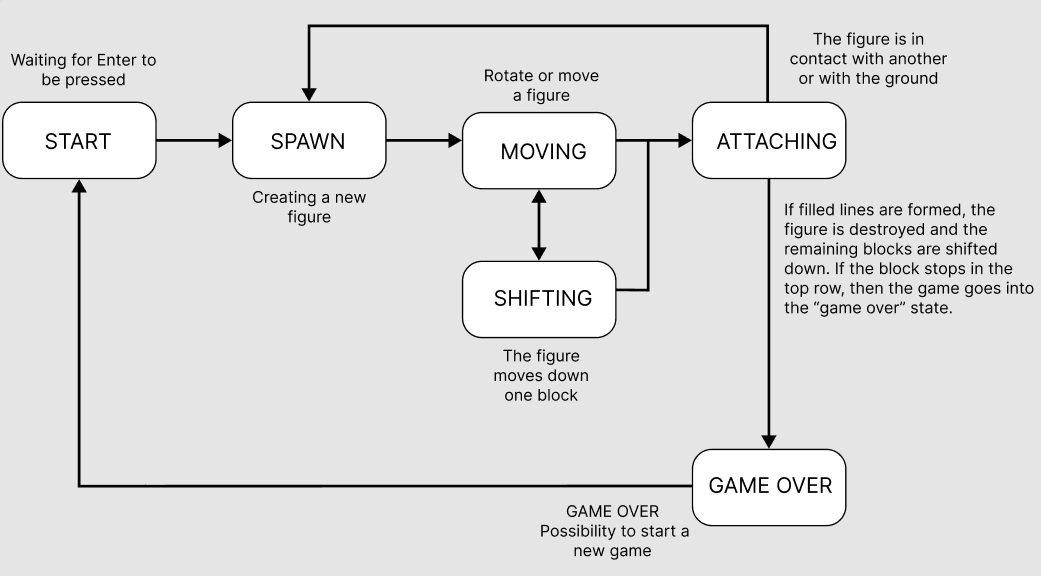 Waiting for Enter to
be pressed
START
SPAWN
Creating a new
figure
Rotate or move
a figure
MOVING
SHIFTING
The figure
moves down
one block
The figure is in
contact with another
or with the ground
ATTACHING
If filled lines are formed, the
figure is destroyed and the
remaining blocks are shifted
down. If the block stops in the
top row, then the game goes into
the “game over” state.
GAME OVER
GAME OVER
Possibility to start a
new game